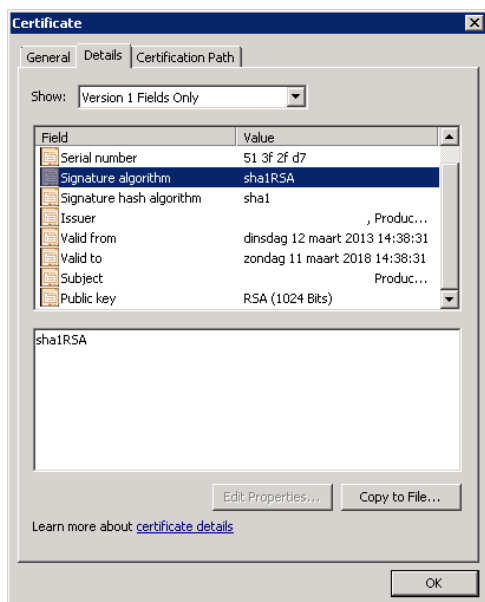 Certificate
General Details Certification Path
Show: Version 1 Fields Only
Field Value
Serial number 51 3f 2f d7
Signature algorithm sha1RSA
Signature hash algorithm sha1
Issuer , Produc...
Valid from dinsdag 12 maart 2013 14:38:31
Valid to zondag 11 maart 2018 14:38:31
Subject Produc...
Public key RSA (1024 Bits)
sha1RSA
Edit Properties... Copy to File...
Learn more about certificate details
OK